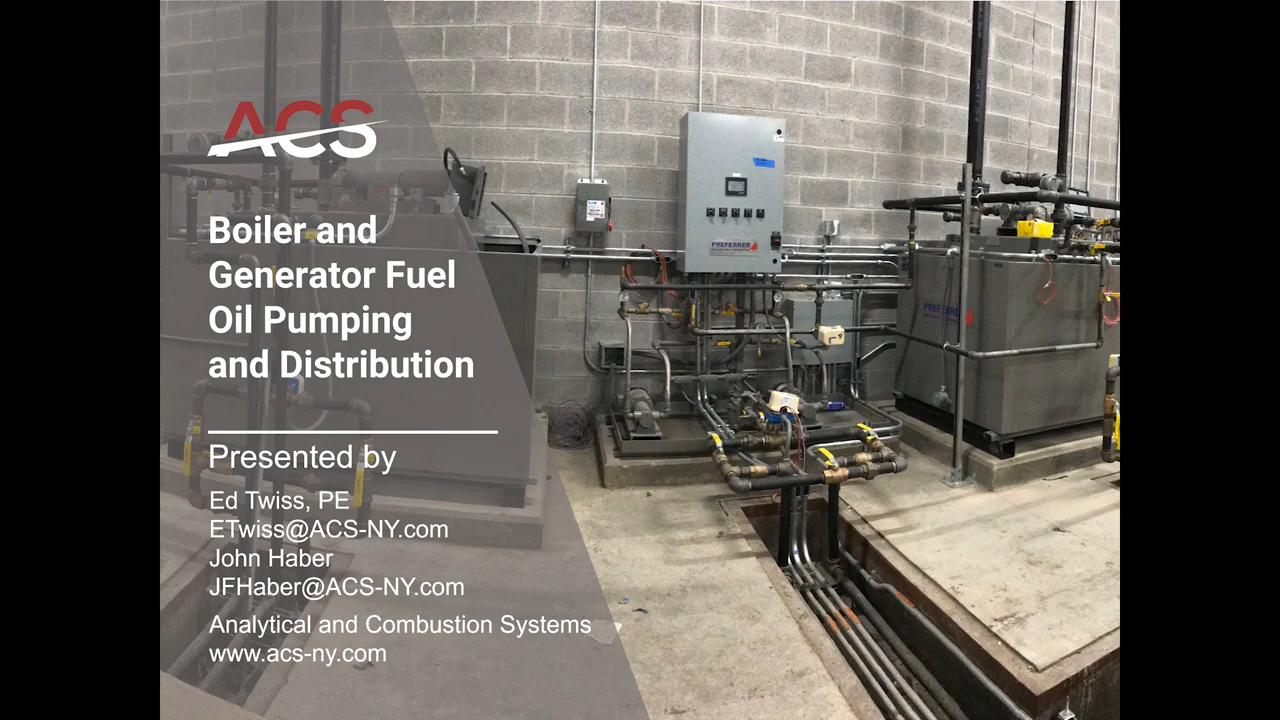 ACS
Boiler and
Generator Fuel
Oil Pumping
and Distribution
Presented by
Ed Twiss, PE
ETwiss@ACS-NY.com
John Haber
JFHaber@ACS-NY.com
Analytical and Combustion Systems
www.acs-ny.com
PREFERRED
PREFERRED